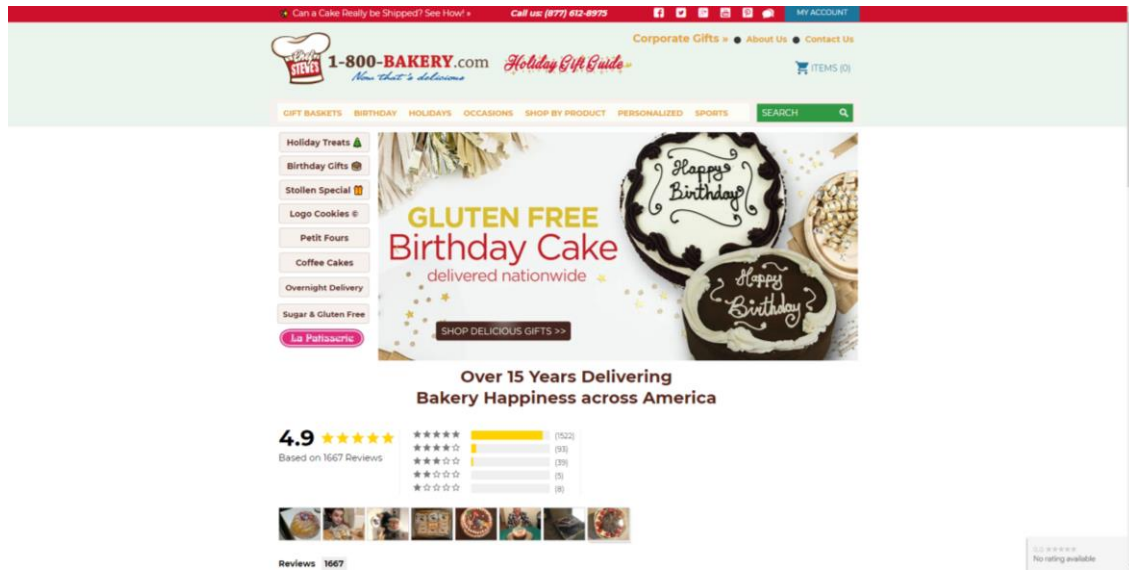 Can a Cake Really be Shipped? See How! »
Call us: (877) 612-8975
MY ACCOUNT
Corporate Gifts »
About Us
Contact Us
Chef
STEVE'S
1-800-BAKERY.com
Now that's delicious
Holiday Gift Guide
ITEMS (0)
GIFT BASKETS BIRTHDAY HOLIDAYS OCCASIONS SHOP BY PRODUCT PERSONALIZED SPORTS
SEARCH
Holiday Treats
Birthday Gifts
Stollen Special
Logo Cookies ©
Petit Fours
Coffee Cakes
Overnight Delivery
Sugar & Gluten Free
La Patisserie
GLUTEN FREE
Birthday Cake
delivered nationwide
SHOP DELICIOUS GIFTS >>
Happy
Birthday
Happy
Birthday
Over 15 Years Delivering
Bakery Happiness across America
4.9
Based on 1667 Reviews
(1522)
(93)
(39)
(5)
(8)
Reviews 1667
No rating available